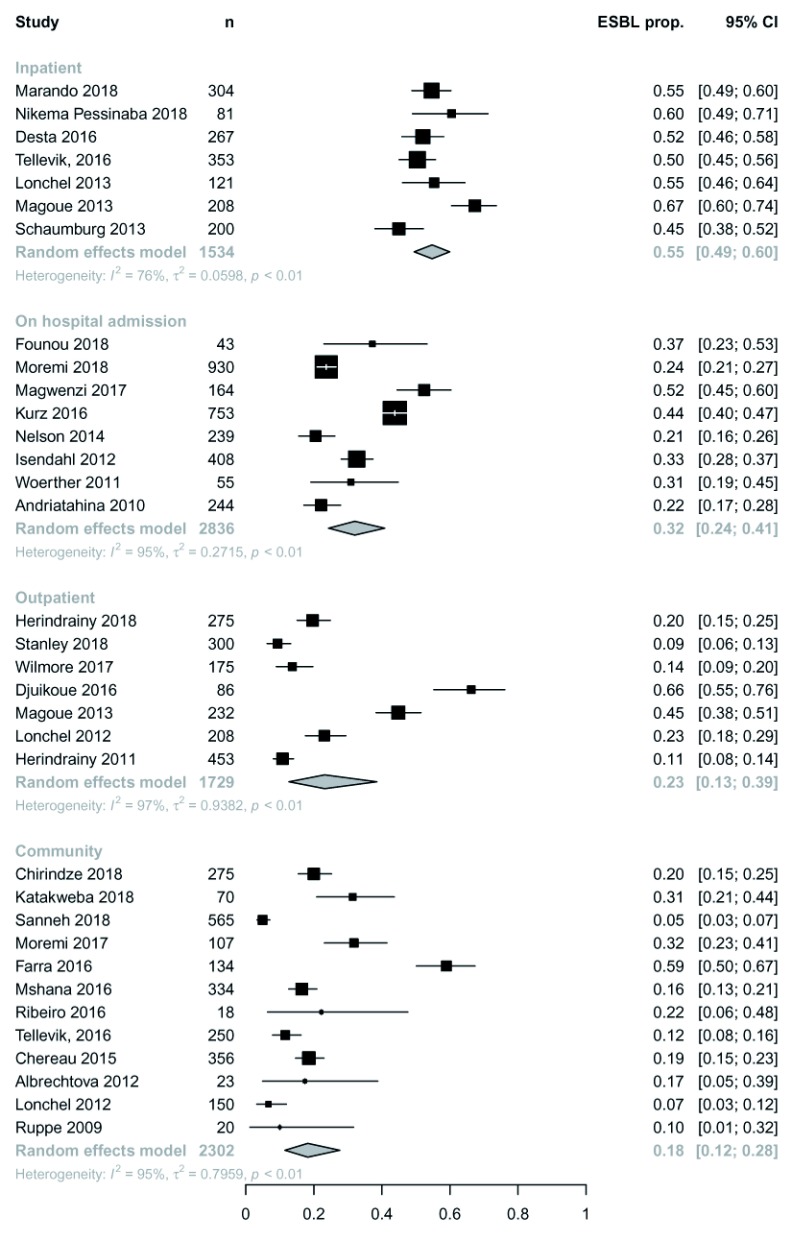 Study n ESBL prop. 95% CI
Inpatient
Marando 2018 304 0.55 [0.49; 0.60]
Nikema Pessinaba 2018 81 0.60 [0.49; 0.71]
Desta 2016 267 0.52 [0.46; 0.58]
Tellevik, 2016 353 0.50 [0.45; 0.56]
Lonchel 2013 121 0.55 [0.46; 0.64]
Magoue 2013 208 0.67 [0.60; 0.74]
Schaumburg 2013 200 0.45 [0.38; 0.52]
Random effects model 1534 0.55 [0.49; 0.60]
Heterogeneity: I² = 76%, τ² = 0.0598, p < 0.01
On hospital admission
Founou 2018 43 0.37 [0.23; 0.53]
Moremi 2018 930 0.24 [0.21; 0.27]
Magwenzi 2017 164 0.52 [0.45; 0.60]
Kurz 2016 753 0.44 [0.40; 0.47]
Nelson 2014 239 0.21 [0.16; 0.26]
Isendahl 2012 408 0.33 [0.28; 0.37]
Woerther 2011 55 0.31 [0.19; 0.45]
Andriatahina 2010 244 0.22 [0.17; 0.28]
Random effects model 2836 0.32 [0.24; 0.41]
Heterogeneity: I² = 95%, τ² = 0.2715, p < 0.01
Outpatient
Herindrainy 2018 275 0.20 [0.15; 0.25]
Stanley 2018 300 0.09 [0.06; 0.13]
Wilmore 2017 175 0.14 [0.09; 0.20]
Djuikoue 2016 86 0.66 [0.55; 0.76]
Magoue 2013 232 0.45 [0.38; 0.51]
Lonchel 2012 208 0.23 [0.18; 0.29]
Herindrainy 2011 453 0.11 [0.08; 0.14]
Random effects model 1729 0.23 [0.13; 0.39]
Heterogeneity: I² = 97%, τ² = 0.9382, p < 0.01
Community
Chirindze 2018 275 0.20 [0.15; 0.25]
Katakweba 2018 70 0.31 [0.21; 0.44]
Sanneh 2018 565 0.05 [0.03; 0.07]
Moremi 2017 107 0.32 [0.23; 0.41]
Farra 2016 134 0.59 [0.50; 0.67]
Mshana 2016 334 0.16 [0.13; 0.21]
Ribeiro 2016 18 0.22 [0.06; 0.48]
Tellevik, 2016 250 0.12 [0.08; 0.16]
Chereau 2015 356 0.19 [0.15; 0.23]
Albrechtova 2012 23 0.17 [0.05; 0.39]
Lonchel 2012 150 0.07 [0.03; 0.12]
Ruppe 2009 20 0.10 [0.01; 0.32]
Random effects model 2302 0.18 [0.12; 0.28]
Heterogeneity: I² = 95%, τ² = 0.7959, p < 0.01
0 0.2 0.4 0.6 0.8 1